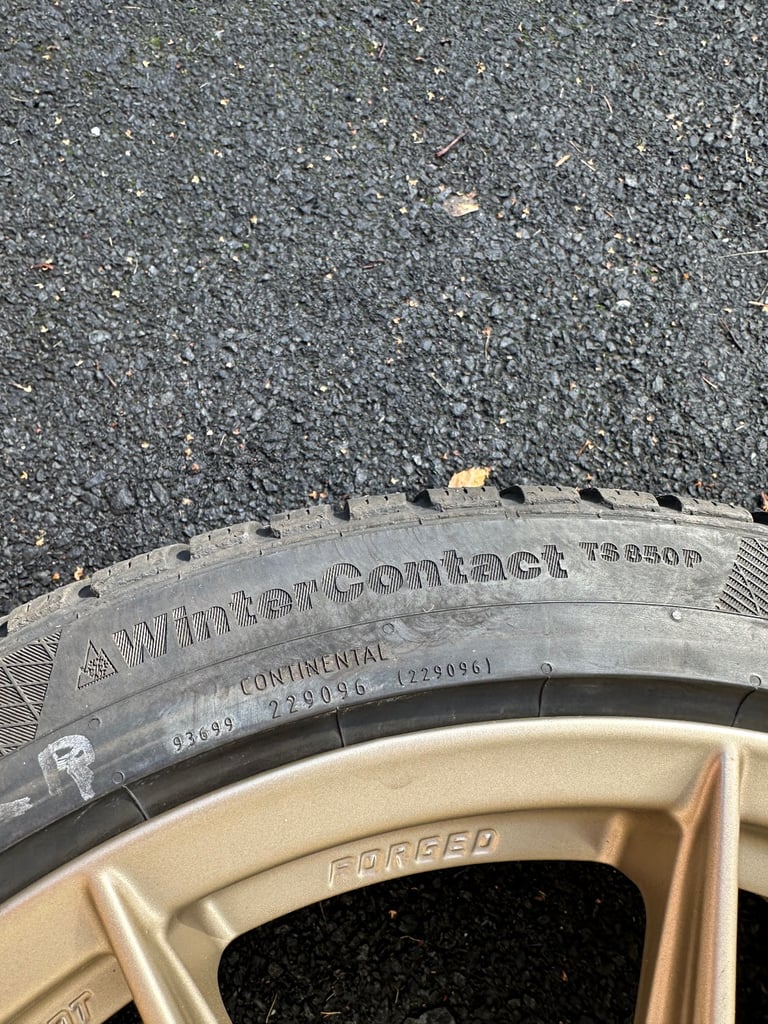 WinterContact TS850P
CONTINENTAL
93699 229096 (229096)
R
FORGED